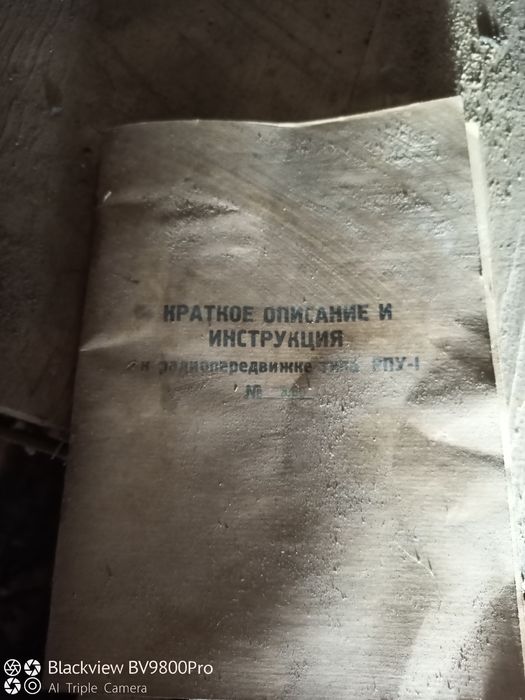 КРАТКОЕ ОПИСАНИЕ И
ИНСТРУКЦИЯ
к радиопередвижке типа РПУ-1
№
Blackview BV9800Pro
AI Triple Camera